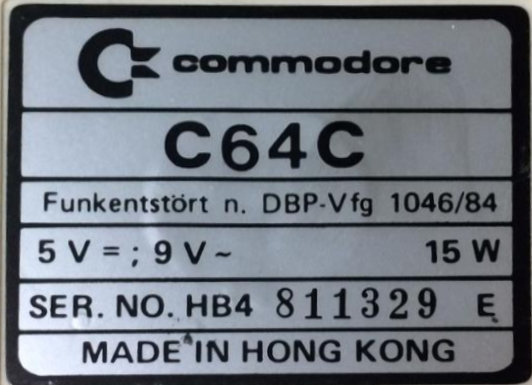 commodore
C64C
Funkentstört n. DBP-Vfg 1046/84
5 V = ; 9 V ~ 15 W
SER. NO. HB4 811329 E
MADE IN HONG KONG